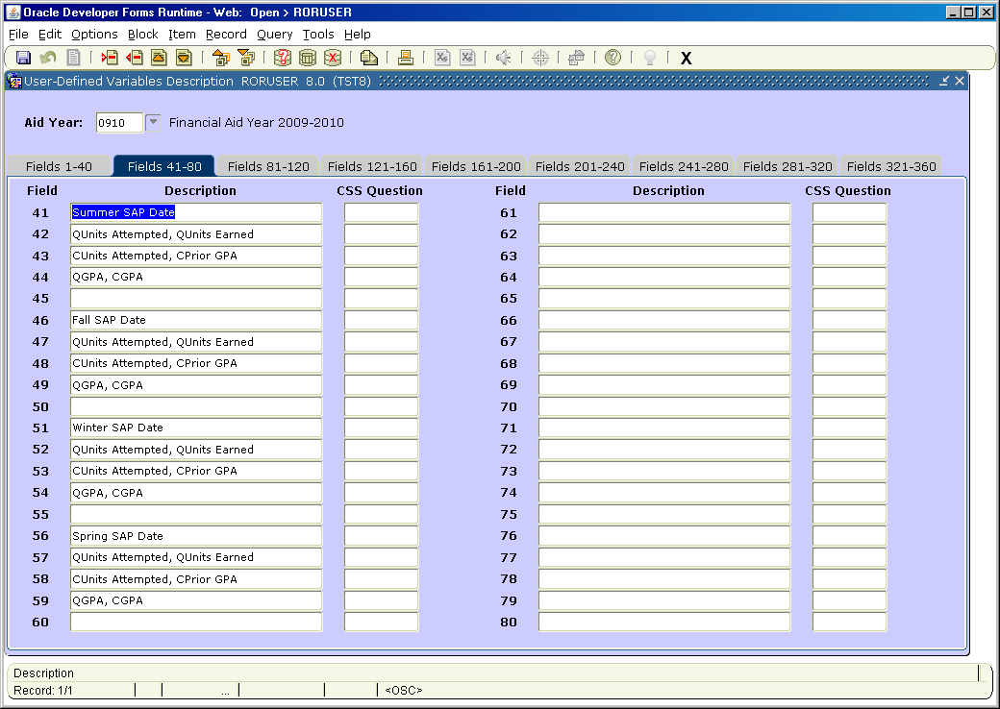 Oracle Developer Forms Runtime - Web: Open > RORUSER
File Edit Options Block Item Record Query Tools Help
User-Defined Variables Description RORUSER 8.0 (TST8)
Aid Year: 0910 Financial Aid Year 2009-2010
Fields 1-40 Fields 41-80 Fields 81-120 Fields 121-160 Fields 161-200 Fields 201-240 Fields 241-280 Fields 281-320 Fields 321-360
Field Description CSS Question Field Description CSS Question
41 Summer SAP Date 61
42 QUnits Attempted, QUnits Earned 62
43 CUnits Attempted, CPrior GPA 63
44 QGPA, CGPA 64
45 65
46 Fall SAP Date 66
47 QUnits Attempted, QUnits Earned 67
48 CUnits Attempted, CPrior GPA 68
49 QGPA, CGPA 69
50 70
51 Winter SAP Date 71
52 QUnits Attempted, QUnits Earned 72
53 CUnits Attempted, CPrior GPA 73
54 QGPA, CGPA 74
55 75
56 Spring SAP Date 76
57 QUnits Attempted, QUnits Earned 77
58 CUnits Attempted, CPrior GPA 78
59 QGPA, CGPA 79
60 80
Description
Record: 1/1 ... <OSC>